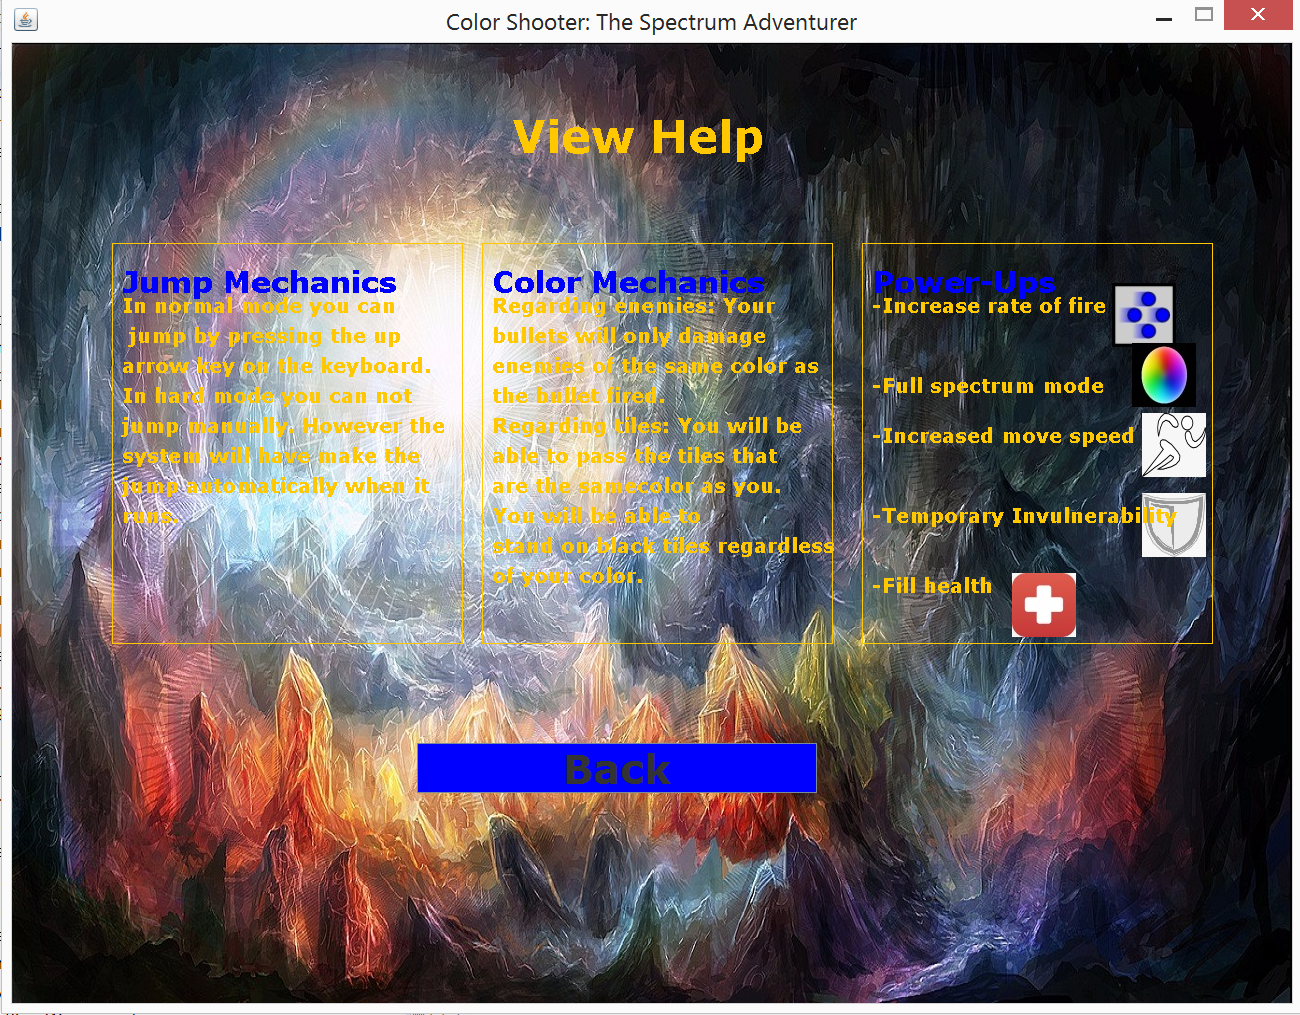 Color Shooter: The Spectrum Adventurer
View Help
Jump Mechanics
In normal mode you can
jump by pressing the up
arrow key on the keyboard.
In hard mode you can not
jump manually. However the
system will have make the
jump automatically when it
runs.
Color Mechanics
Regarding enemies: Your
bullets will only damage
enemies of the same color as
the bullet fired.
Regarding tiles: You will be
able to pass the tiles that
are the samecolor as you.
You will be able to
stand on black tiles regardless
of your color.
Power-Ups
-Increase rate of fire
-Full spectrum mode
-Increased move speed
-Temporary Invulnerability
-Fill health
Back